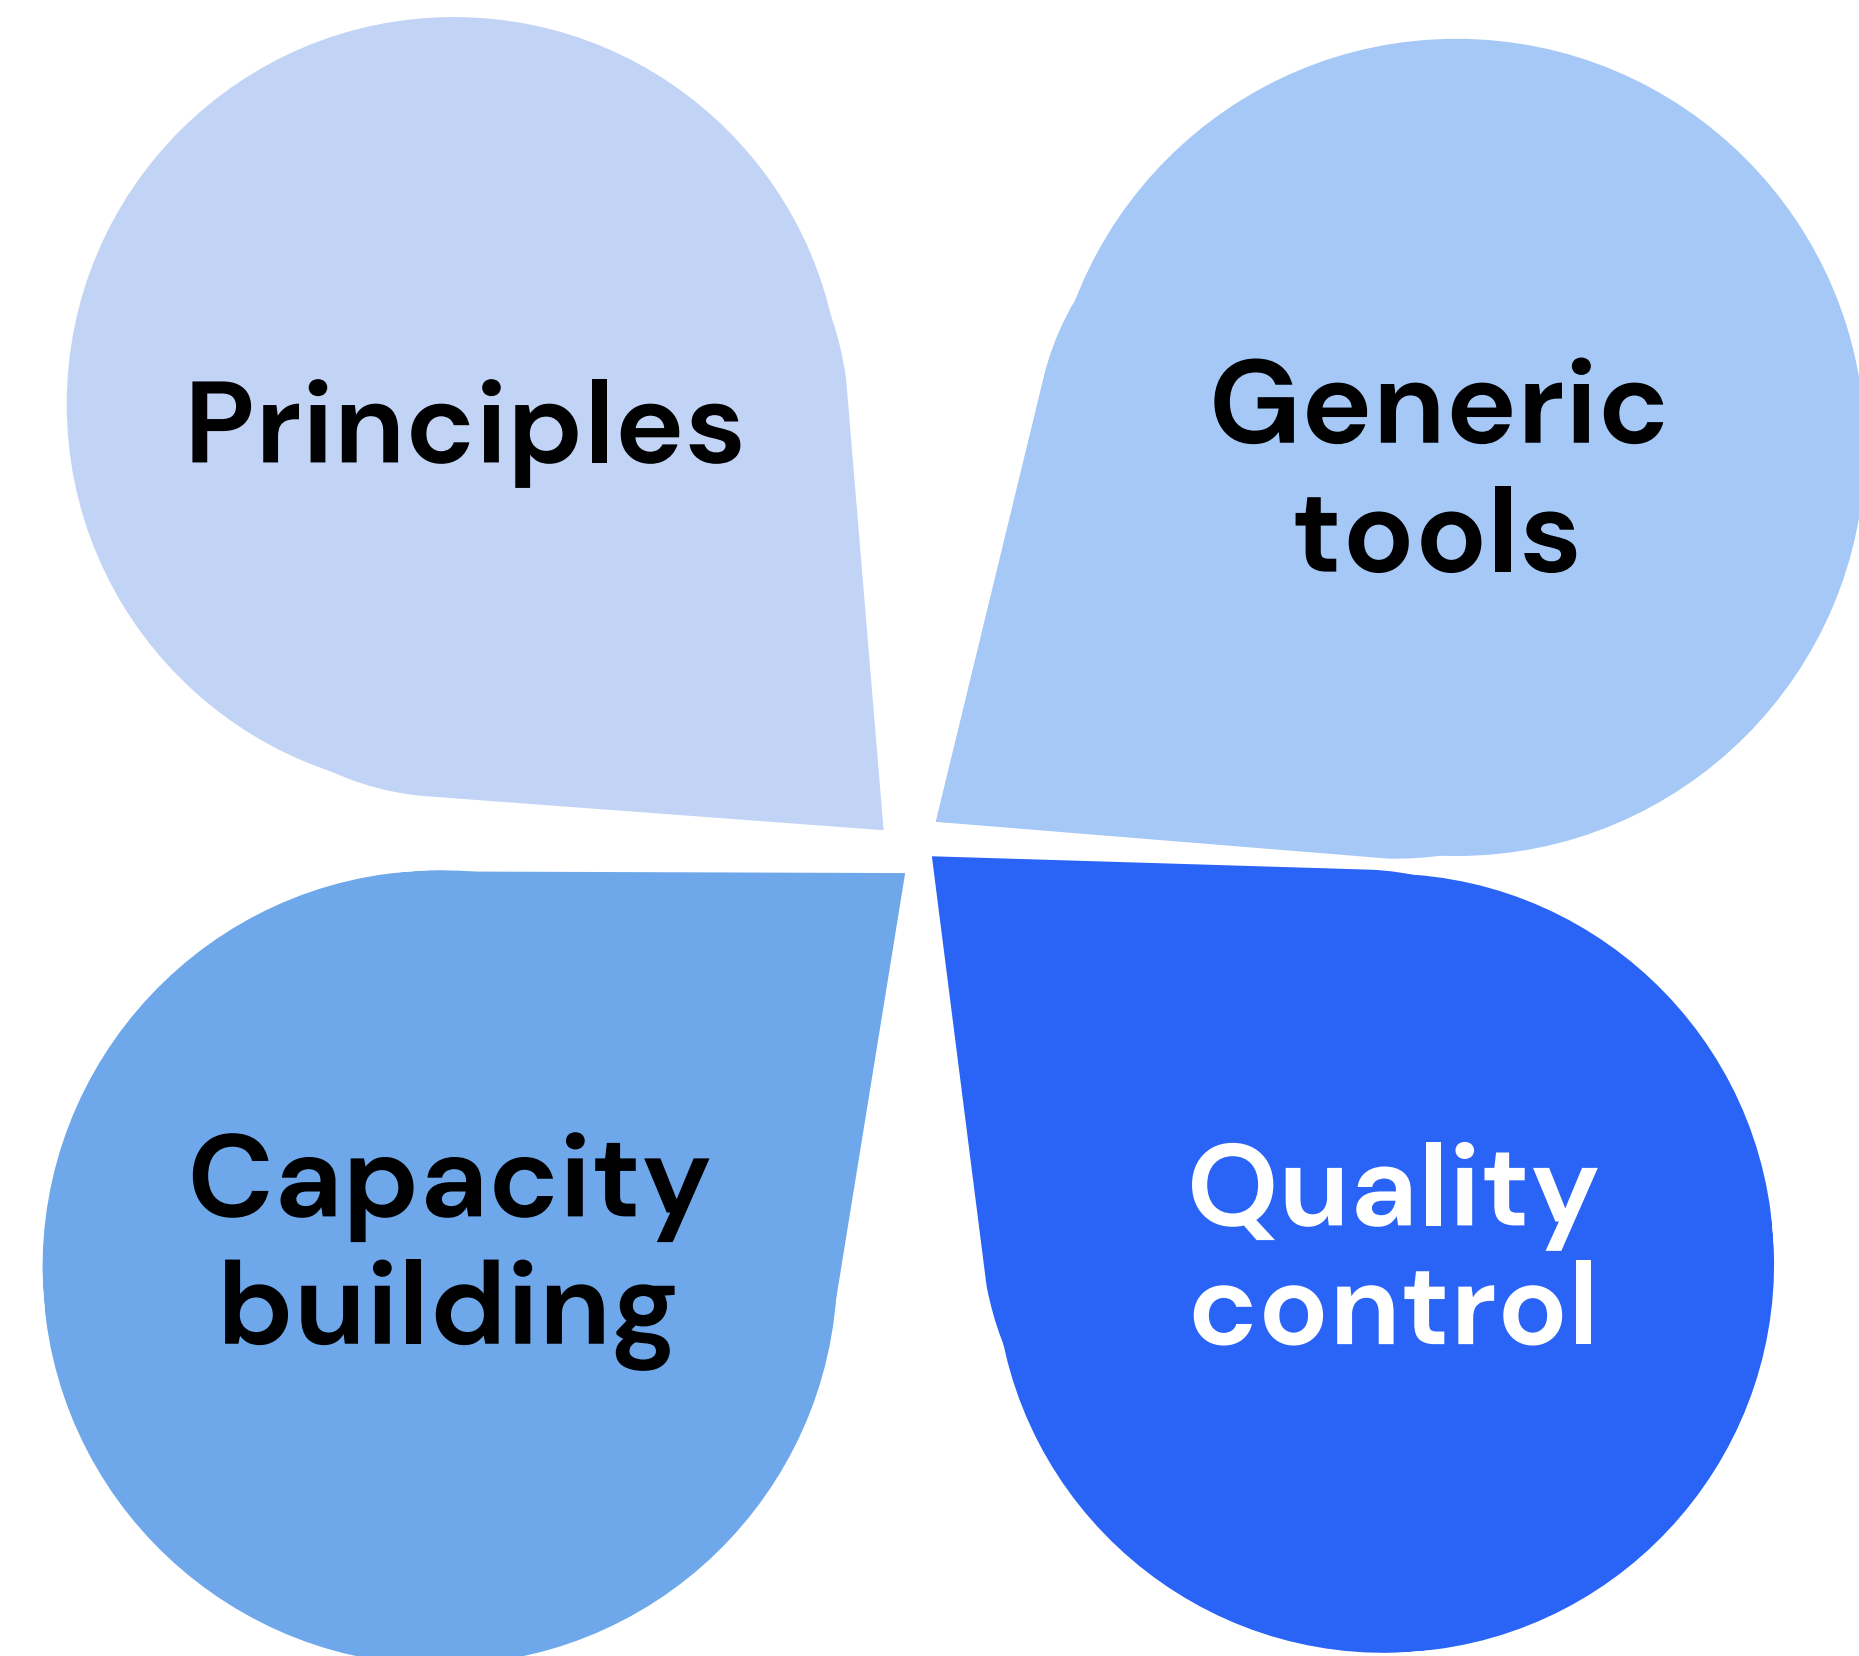 Principles
Generic
tools
Capacity
building
Quality
control